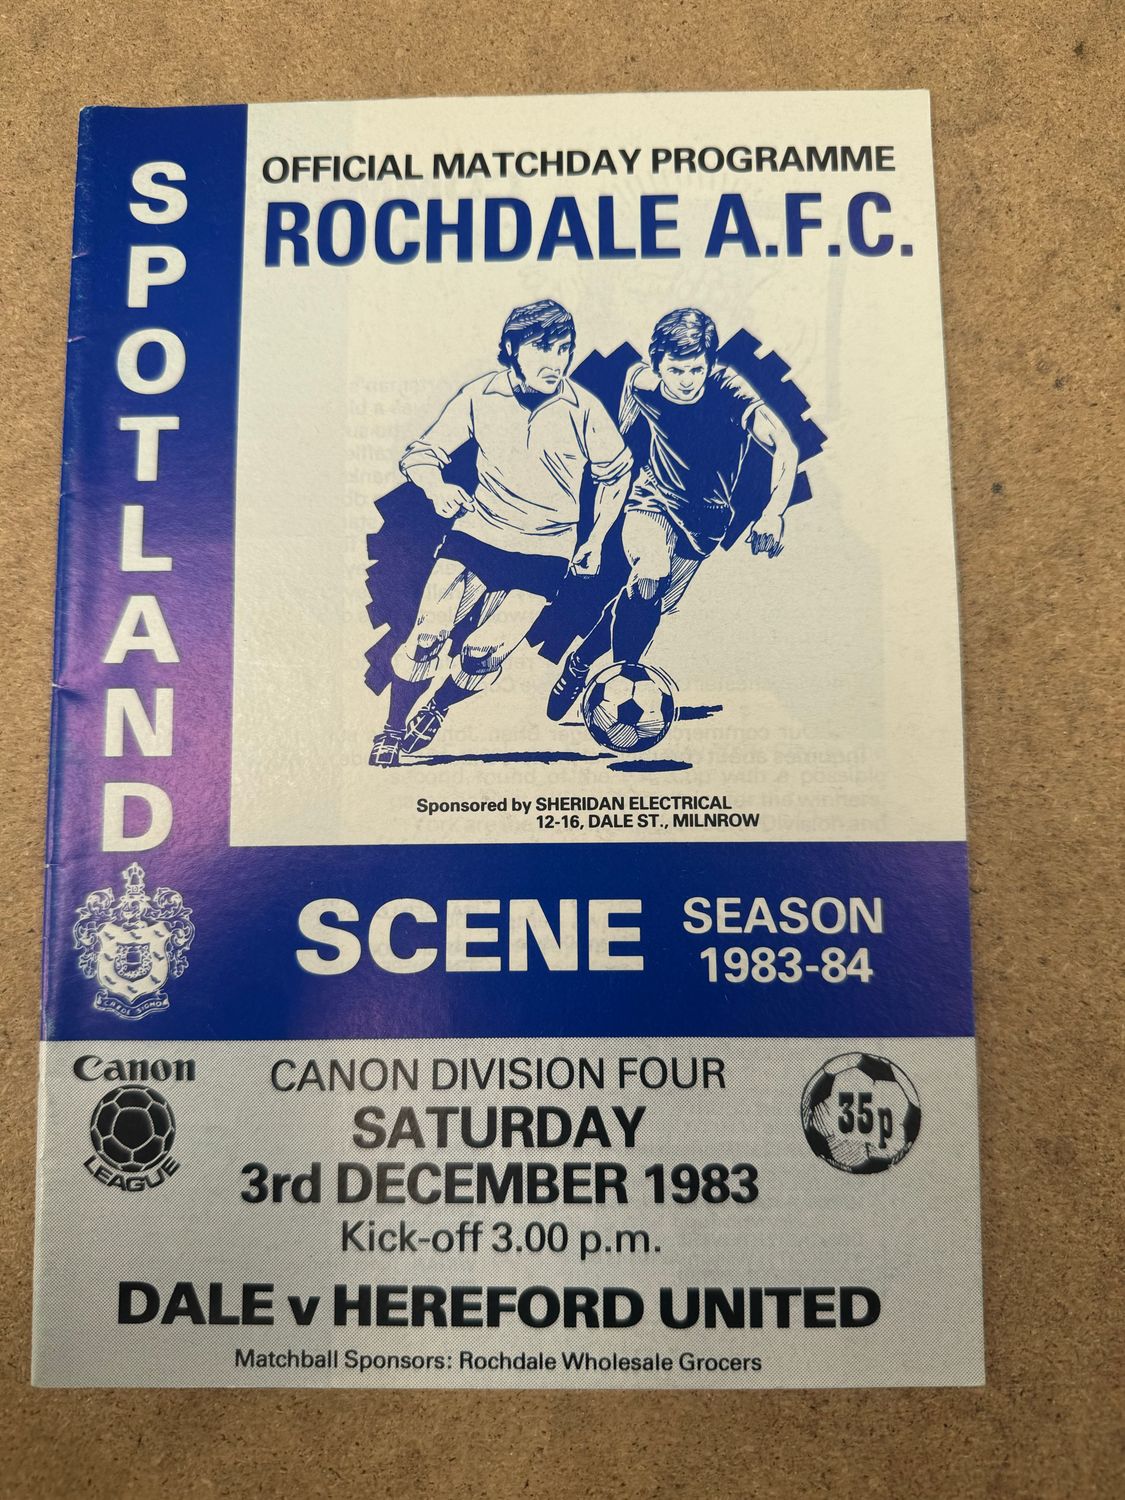 OFFICIAL MATCHDAY PROGRAMME
ROCHDALE A.F.C.
SPOTLAND
Sponsored by SHERIDAN ELECTRICAL
12-16, DALE ST., MILNROW
SCENE
SEASON
1983-84
CREDE SIGNO
Canon
LEAGUE
CANON DIVISION FOUR
SATURDAY
3rd DECEMBER 1983
Kick-off 3.00 p.m.
35p
DALE v HEREFORD UNITED
Matchball Sponsors: Rochdale Wholesale Grocers